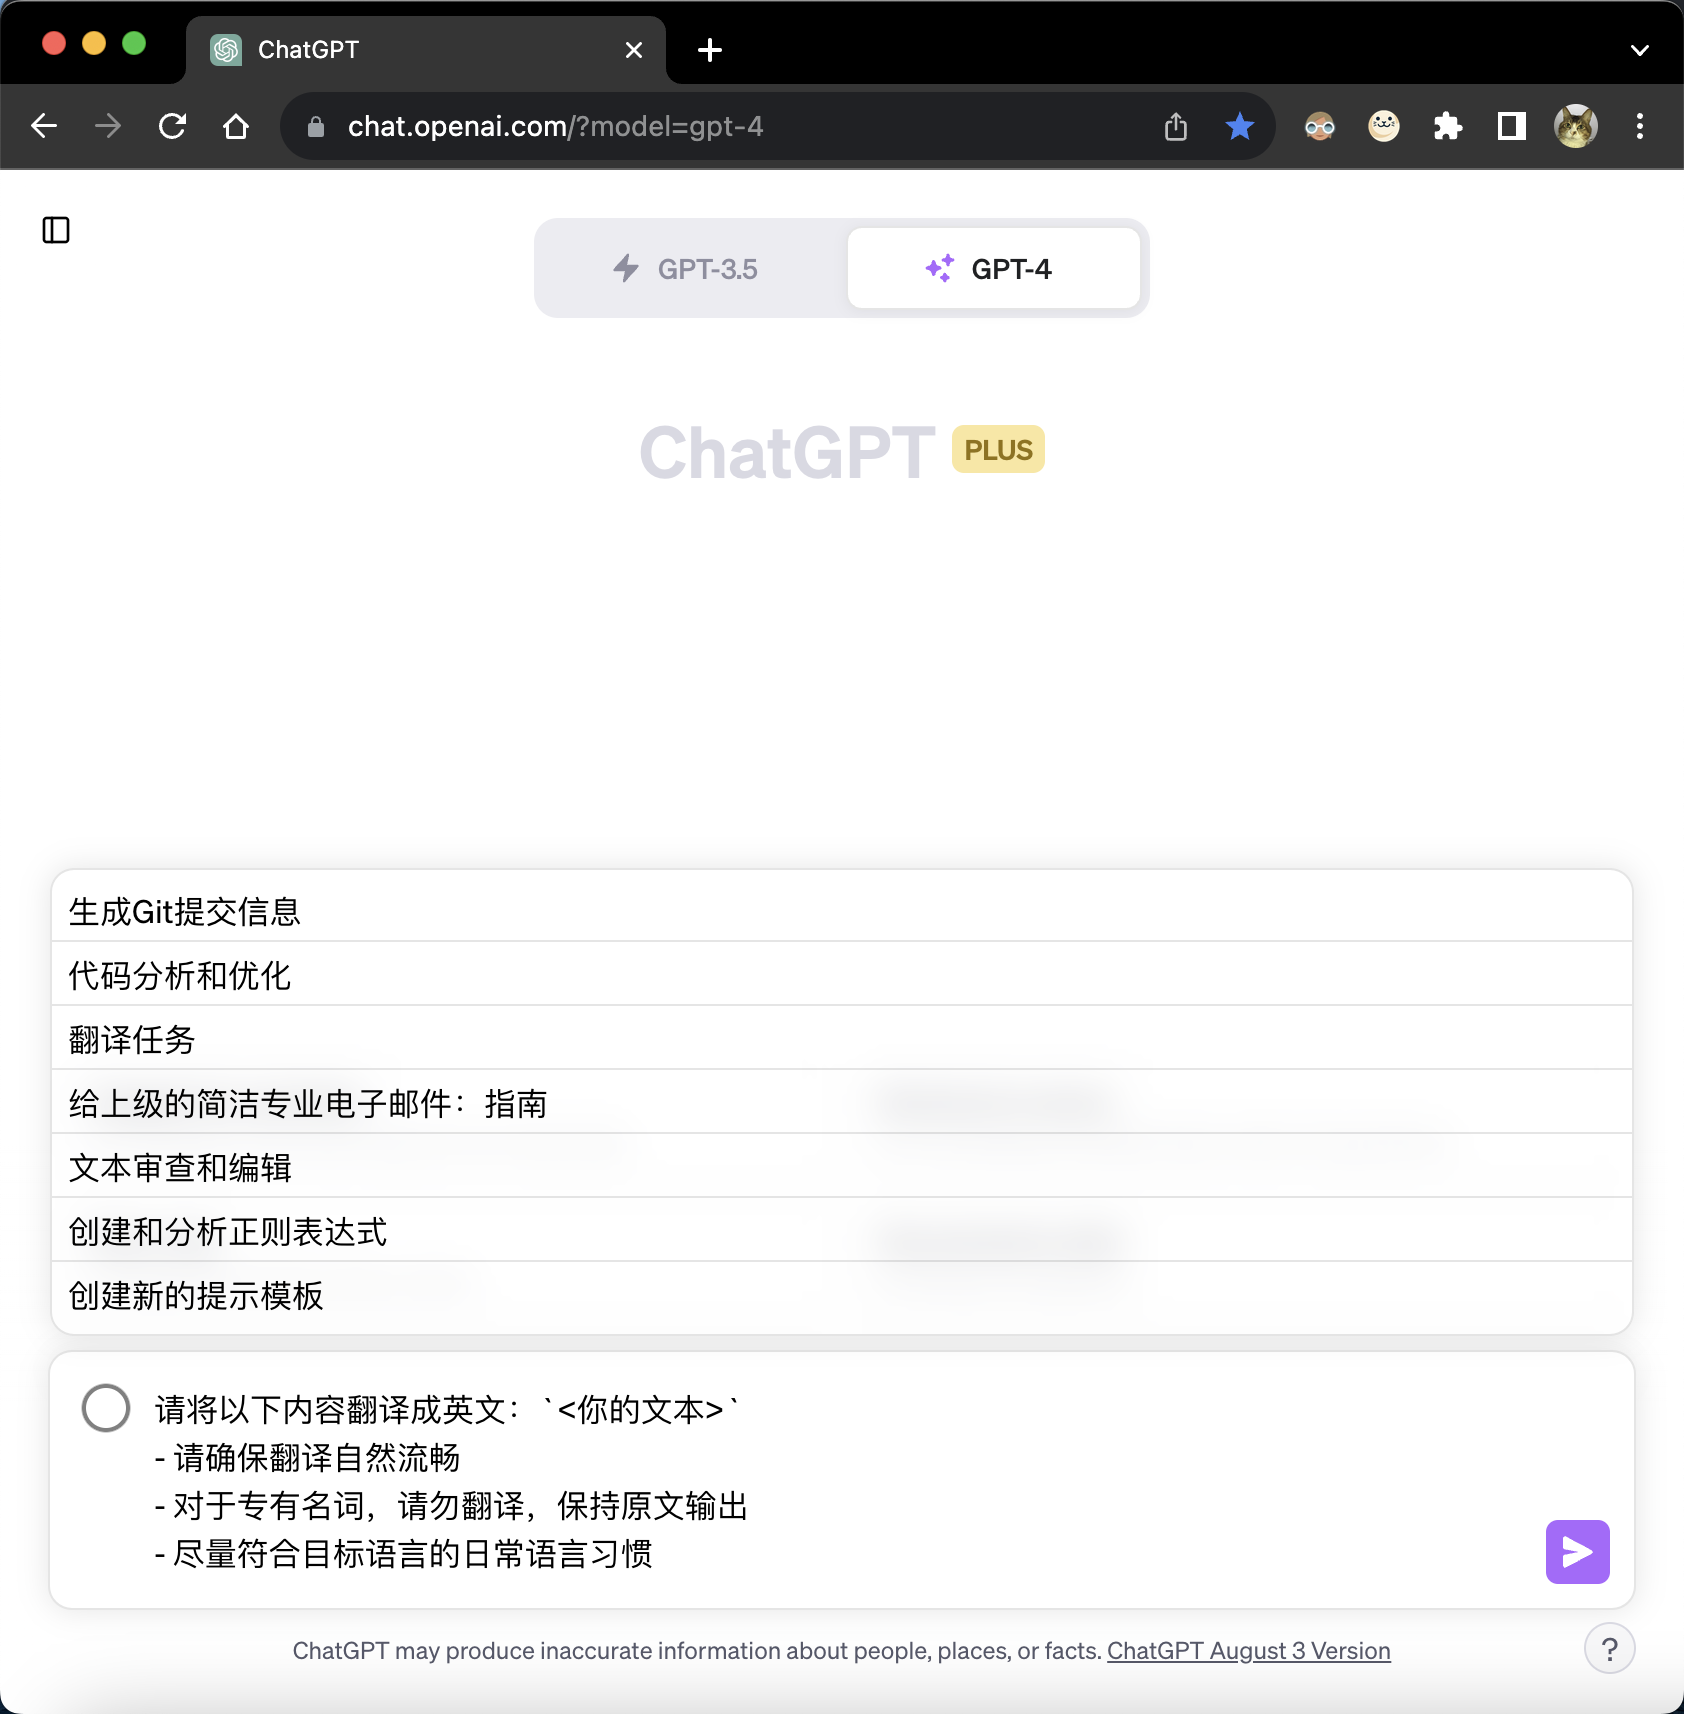 ChatGPT
chat.openai.com/?model=gpt-4
GPT-3.5
GPT-4
ChatGPT PLUS
生成Git提交信息
代码分析和优化
翻译任务
给上级的简洁专业电子邮件：指南
文本审查和编辑
创建和分析正则表达式
创建新的提示模板
请将以下内容翻译成英文：`<你的文本>`
- 请确保翻译自然流畅
- 对于专有名词，请勿翻译，保持原文输出
- 尽量符合目标语言的日常语言习惯
ChatGPT may produce inaccurate information about people, places, or facts. ChatGPT August 3 Version
?